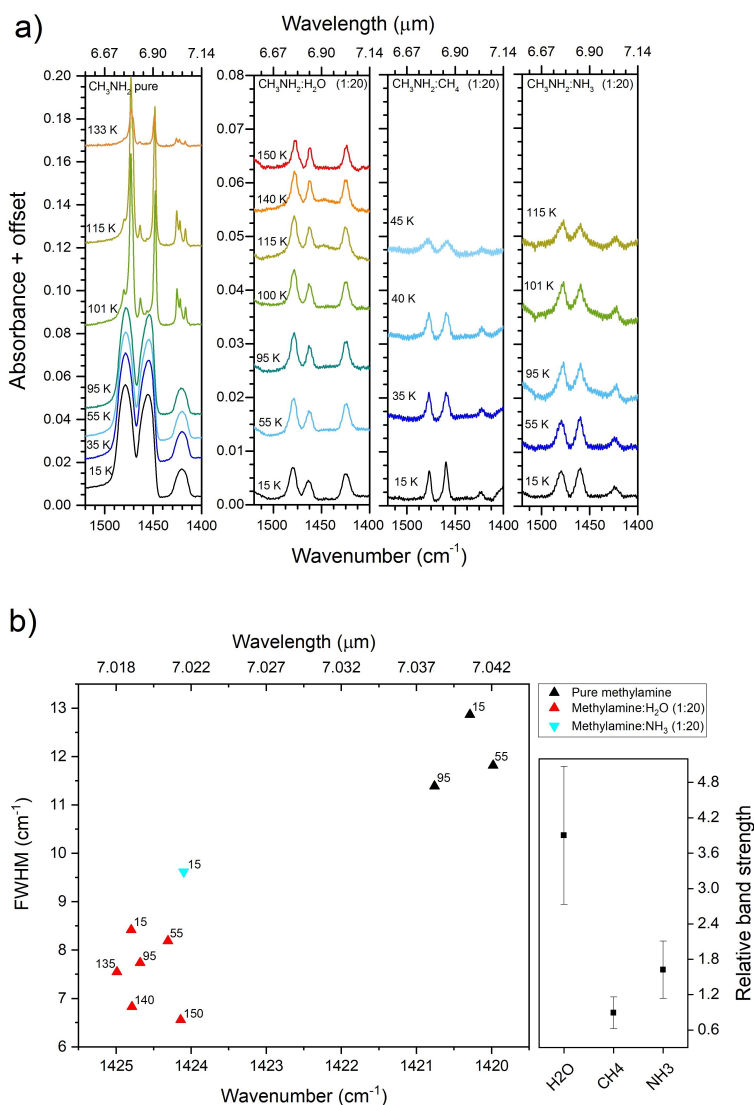 a)
Wavelength (μm)
6.67 6.90 7.14 6.67 6.90 7.14 6.67 6.90 7.14 6.67 6.90 7.14
Absorbance + offset
CH₃NH₂ pure
0.20
0.18
0.16
0.14
0.12
0.10
0.08
0.06
0.04
0.02
0.00
133 K
115 K
101 K
95 K
55 K
35 K
15 K
CH₃NH₂:H₂O (1:20)
0.08
0.07
0.06
0.05
0.04
0.03
0.02
0.01
0.00
150 K
140 K
115 K
100 K
95 K
55 K
15 K
CH₃NH₂:CH₄ (1:20)
45 K
40 K
35 K
15 K
CH₃NH₂:NH₃ (1:20)
115 K
101 K
95 K
55 K
15 K
1500 1450 1400 1500 1450 1400 1500 1450 1400 1500 1450 1400
Wavenumber (cm⁻¹)
b)
Wavelength (μm)
7.018 7.022 7.027 7.032 7.038 7.042
FWHM (cm⁻¹)
13
12
11
10
9
8
7
6
15
55
95
15
15
55
95
135
140
150
1425 1424 1423 1422 1421 1420
Wavenumber (cm⁻¹)
Pure methylamine
Methylamine:H₂O (1:20)
Methylamine:NH₃ (1:20)
4.8
4.2
3.6
3.0
2.4
1.8
1.2
0.6
Relative band strength
H2O CH4 NH3